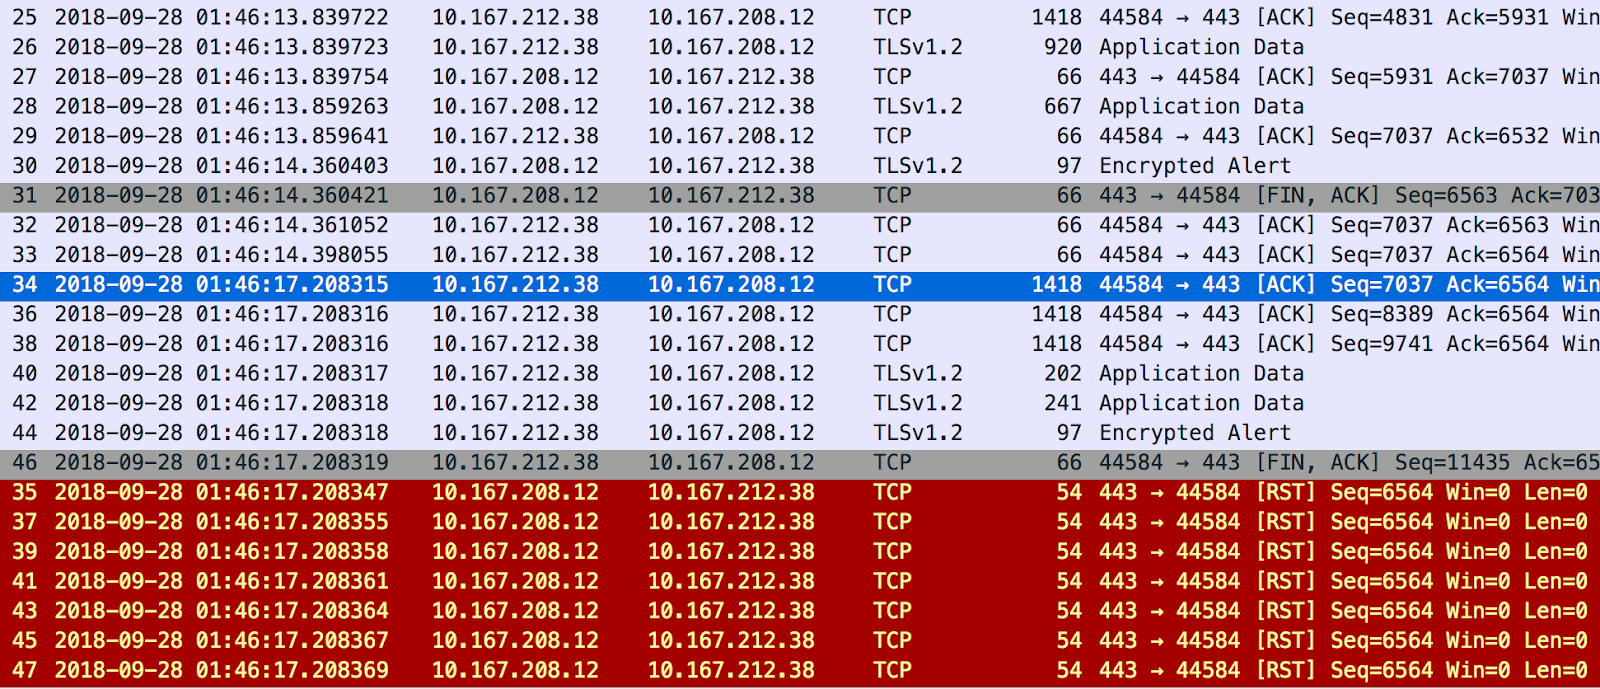 25 2018-09-28 01:46:13.839722 10.167.212.38 10.167.208.12 TCP 1418 44584 → 443 [ACK] Seq=4831 Ack=5931 Win
26 2018-09-28 01:46:13.839723 10.167.212.38 10.167.208.12 TLSv1.2 920 Application Data
27 2018-09-28 01:46:13.839754 10.167.208.12 10.167.212.38 TCP 66 443 → 44584 [ACK] Seq=5931 Ack=7037 Win
28 2018-09-28 01:46:13.859263 10.167.208.12 10.167.212.38 TLSv1.2 667 Application Data
29 2018-09-28 01:46:13.859641 10.167.212.38 10.167.208.12 TCP 66 44584 → 443 [ACK] Seq=7037 Ack=6532 Win
30 2018-09-28 01:46:14.360403 10.167.208.12 10.167.212.38 TLSv1.2 97 Encrypted Alert
31 2018-09-28 01:46:14.360421 10.167.208.12 10.167.212.38 TCP 66 443 → 44584 [FIN, ACK] Seq=6563 Ack=703
32 2018-09-28 01:46:14.361052 10.167.212.38 10.167.208.12 TCP 66 44584 → 443 [ACK] Seq=7037 Ack=6563 Win
33 2018-09-28 01:46:14.398055 10.167.212.38 10.167.208.12 TCP 66 44584 → 443 [ACK] Seq=7037 Ack=6564 Win
34 2018-09-28 01:46:17.208315 10.167.212.38 10.167.208.12 TCP 1418 44584 → 443 [ACK] Seq=7037 Ack=6564 Win
36 2018-09-28 01:46:17.208316 10.167.212.38 10.167.208.12 TCP 1418 44584 → 443 [ACK] Seq=8389 Ack=6564 Win
38 2018-09-28 01:46:17.208316 10.167.212.38 10.167.208.12 TCP 1418 44584 → 443 [ACK] Seq=9741 Ack=6564 Win
40 2018-09-28 01:46:17.208317 10.167.212.38 10.167.208.12 TLSv1.2 202 Application Data
42 2018-09-28 01:46:17.208318 10.167.212.38 10.167.208.12 TLSv1.2 241 Application Data
44 2018-09-28 01:46:17.208318 10.167.212.38 10.167.208.12 TLSv1.2 97 Encrypted Alert
46 2018-09-28 01:46:17.208319 10.167.212.38 10.167.208.12 TCP 66 44584 → 443 [FIN, ACK] Seq=11435 Ack=65
35 2018-09-28 01:46:17.208347 10.167.208.12 10.167.212.38 TCP 54 443 → 44584 [RST] Seq=6564 Win=0 Len=0
37 2018-09-28 01:46:17.208355 10.167.208.12 10.167.212.38 TCP 54 443 → 44584 [RST] Seq=6564 Win=0 Len=0
39 2018-09-28 01:46:17.208358 10.167.208.12 10.167.212.38 TCP 54 443 → 44584 [RST] Seq=6564 Win=0 Len=0
41 2018-09-28 01:46:17.208361 10.167.208.12 10.167.212.38 TCP 54 443 → 44584 [RST] Seq=6564 Win=0 Len=0
43 2018-09-28 01:46:17.208364 10.167.208.12 10.167.212.38 TCP 54 443 → 44584 [RST] Seq=6564 Win=0 Len=0
45 2018-09-28 01:46:17.208367 10.167.208.12 10.167.212.38 TCP 54 443 → 44584 [RST] Seq=6564 Win=0 Len=0
47 2018-09-28 01:46:17.208369 10.167.208.12 10.167.212.38 TCP 54 443 → 44584 [RST] Seq=6564 Win=0 Len=0